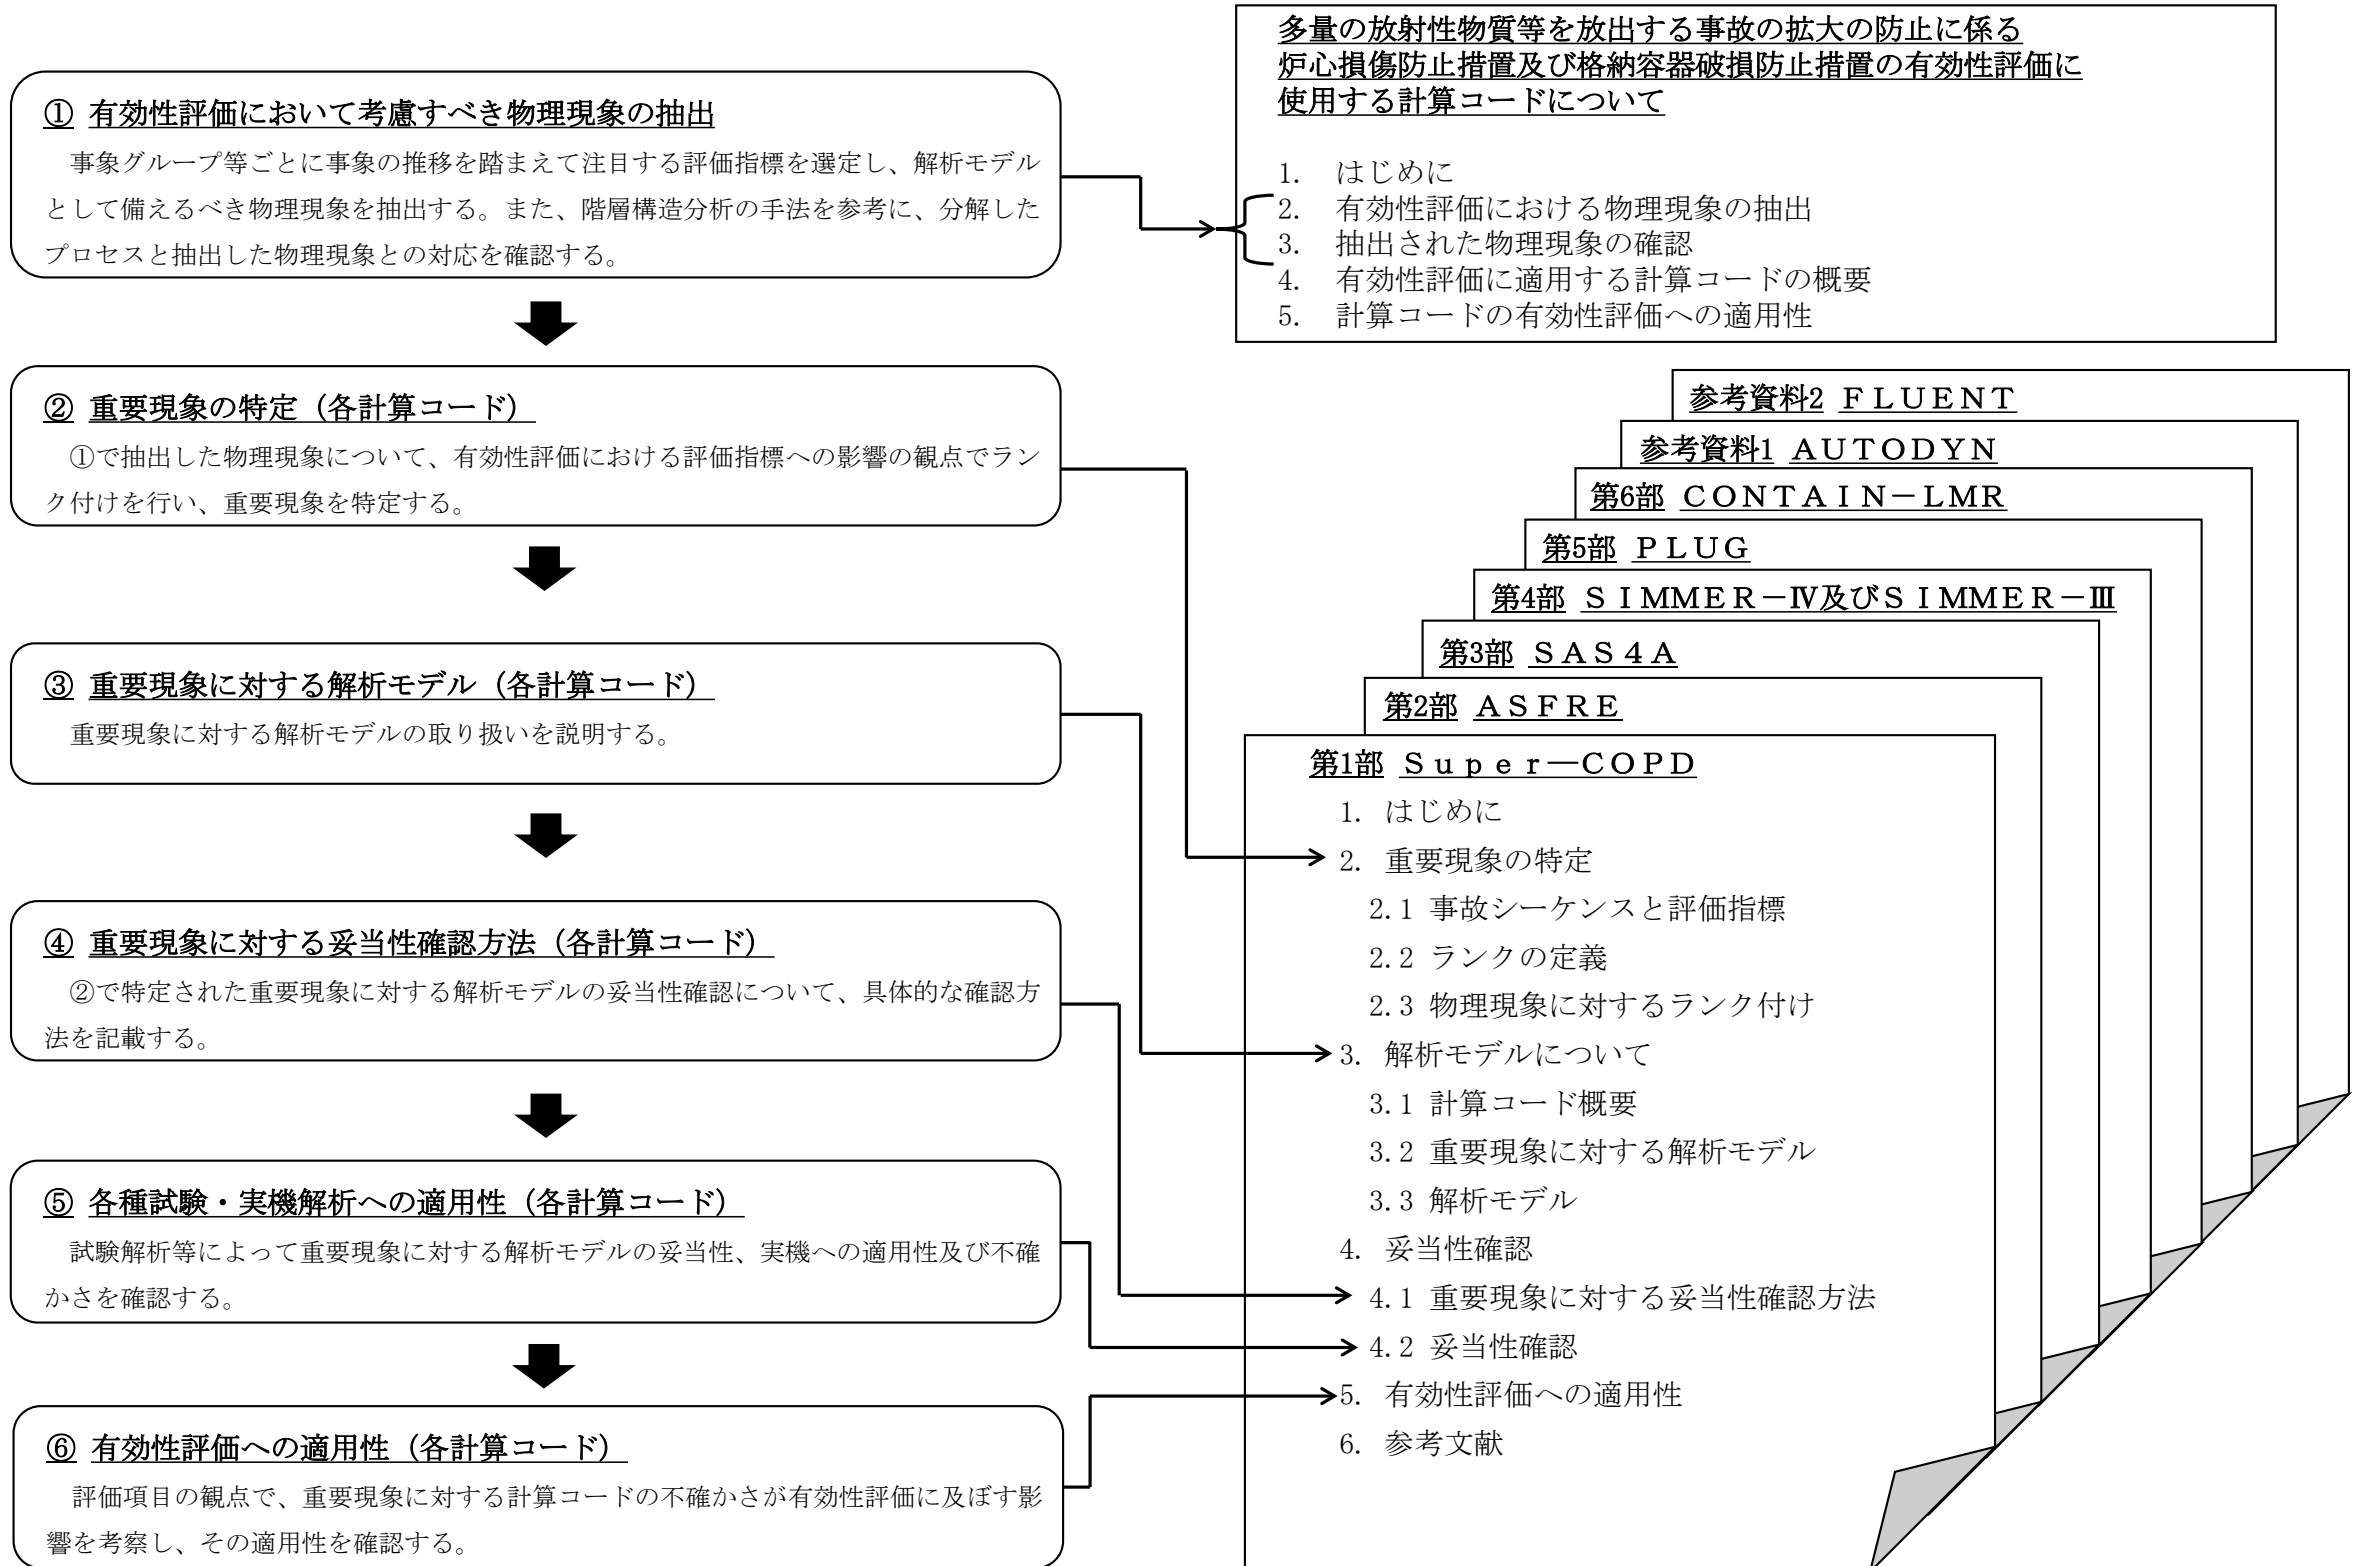 ① 有効性評価において考慮すべき物理現象の抽出
事象グループ等ごとに事象の推移を踏まえて注目する評価指標を選定し、解析モデル
として備えるべき物理現象を抽出する。また、階層構造分析の手法を参考に、分解した
プロセスと抽出した物理現象との対応を確認する。
② 重要現象の特定（各計算コード）
①で抽出した物理現象について、有効性評価における評価指標への影響の観点でラン
ク付けを行い、重要現象を特定する。
③ 重要現象に対する解析モデル（各計算コード）
重要現象に対する解析モデルの取り扱いを説明する。
④ 重要現象に対する妥当性確認方法（各計算コード）
②で特定された重要現象に対する解析モデルの妥当性確認について、具体的な確認方
法を記載する。
⑤ 各種試験・実機解析への適用性（各計算コード）
試験解析等によって重要現象に対する解析モデルの妥当性、実機への適用性及び不確
かさを確認する。
⑥ 有効性評価への適用性（各計算コード）
評価項目の観点で、重要現象に対する計算コードの不確かさが有効性評価に及ぼす影
響を考察し、その適用性を確認する。
多量の放射性物質等を放出する事故の拡大の防止に係る
炉心損傷防止措置及び格納容器破損防止措置の有効性評価に
使用する計算コードについて
1. はじめに
2. 有効性評価における物理現象の抽出
3. 抽出された物理現象の確認
4. 有効性評価に適用する計算コードの概要
5. 計算コードの有効性評価への適用性
参考資料2 ＦＬＵＥＮＴ
参考資料1 ＡＵＴＯＤＹＮ
第6部 ＣＯＮＴＡＩＮ－ＬＭＲ
第5部 ＰＬＵＧ
第4部 ＳＩＭＭＥＲ－Ⅳ及びＳＩＭＭＥＲ－Ⅲ
第3部 ＳＡＳ４Ａ
第2部 ＡＳＦＲＥ
第1部 Ｓｕｐｅｒ―ＣＯＰＤ
1. はじめに
2. 重要現象の特定
2.1 事故シーケンスと評価指標
2.2 ランクの定義
2.3 物理現象に対するランク付け
3. 解析モデルについて
3.1 計算コード概要
3.2 重要現象に対する解析モデル
3.3 解析モデル
4. 妥当性確認
4.1 重要現象に対する妥当性確認方法
4.2 妥当性確認
5. 有効性評価への適用性
6. 参考文献